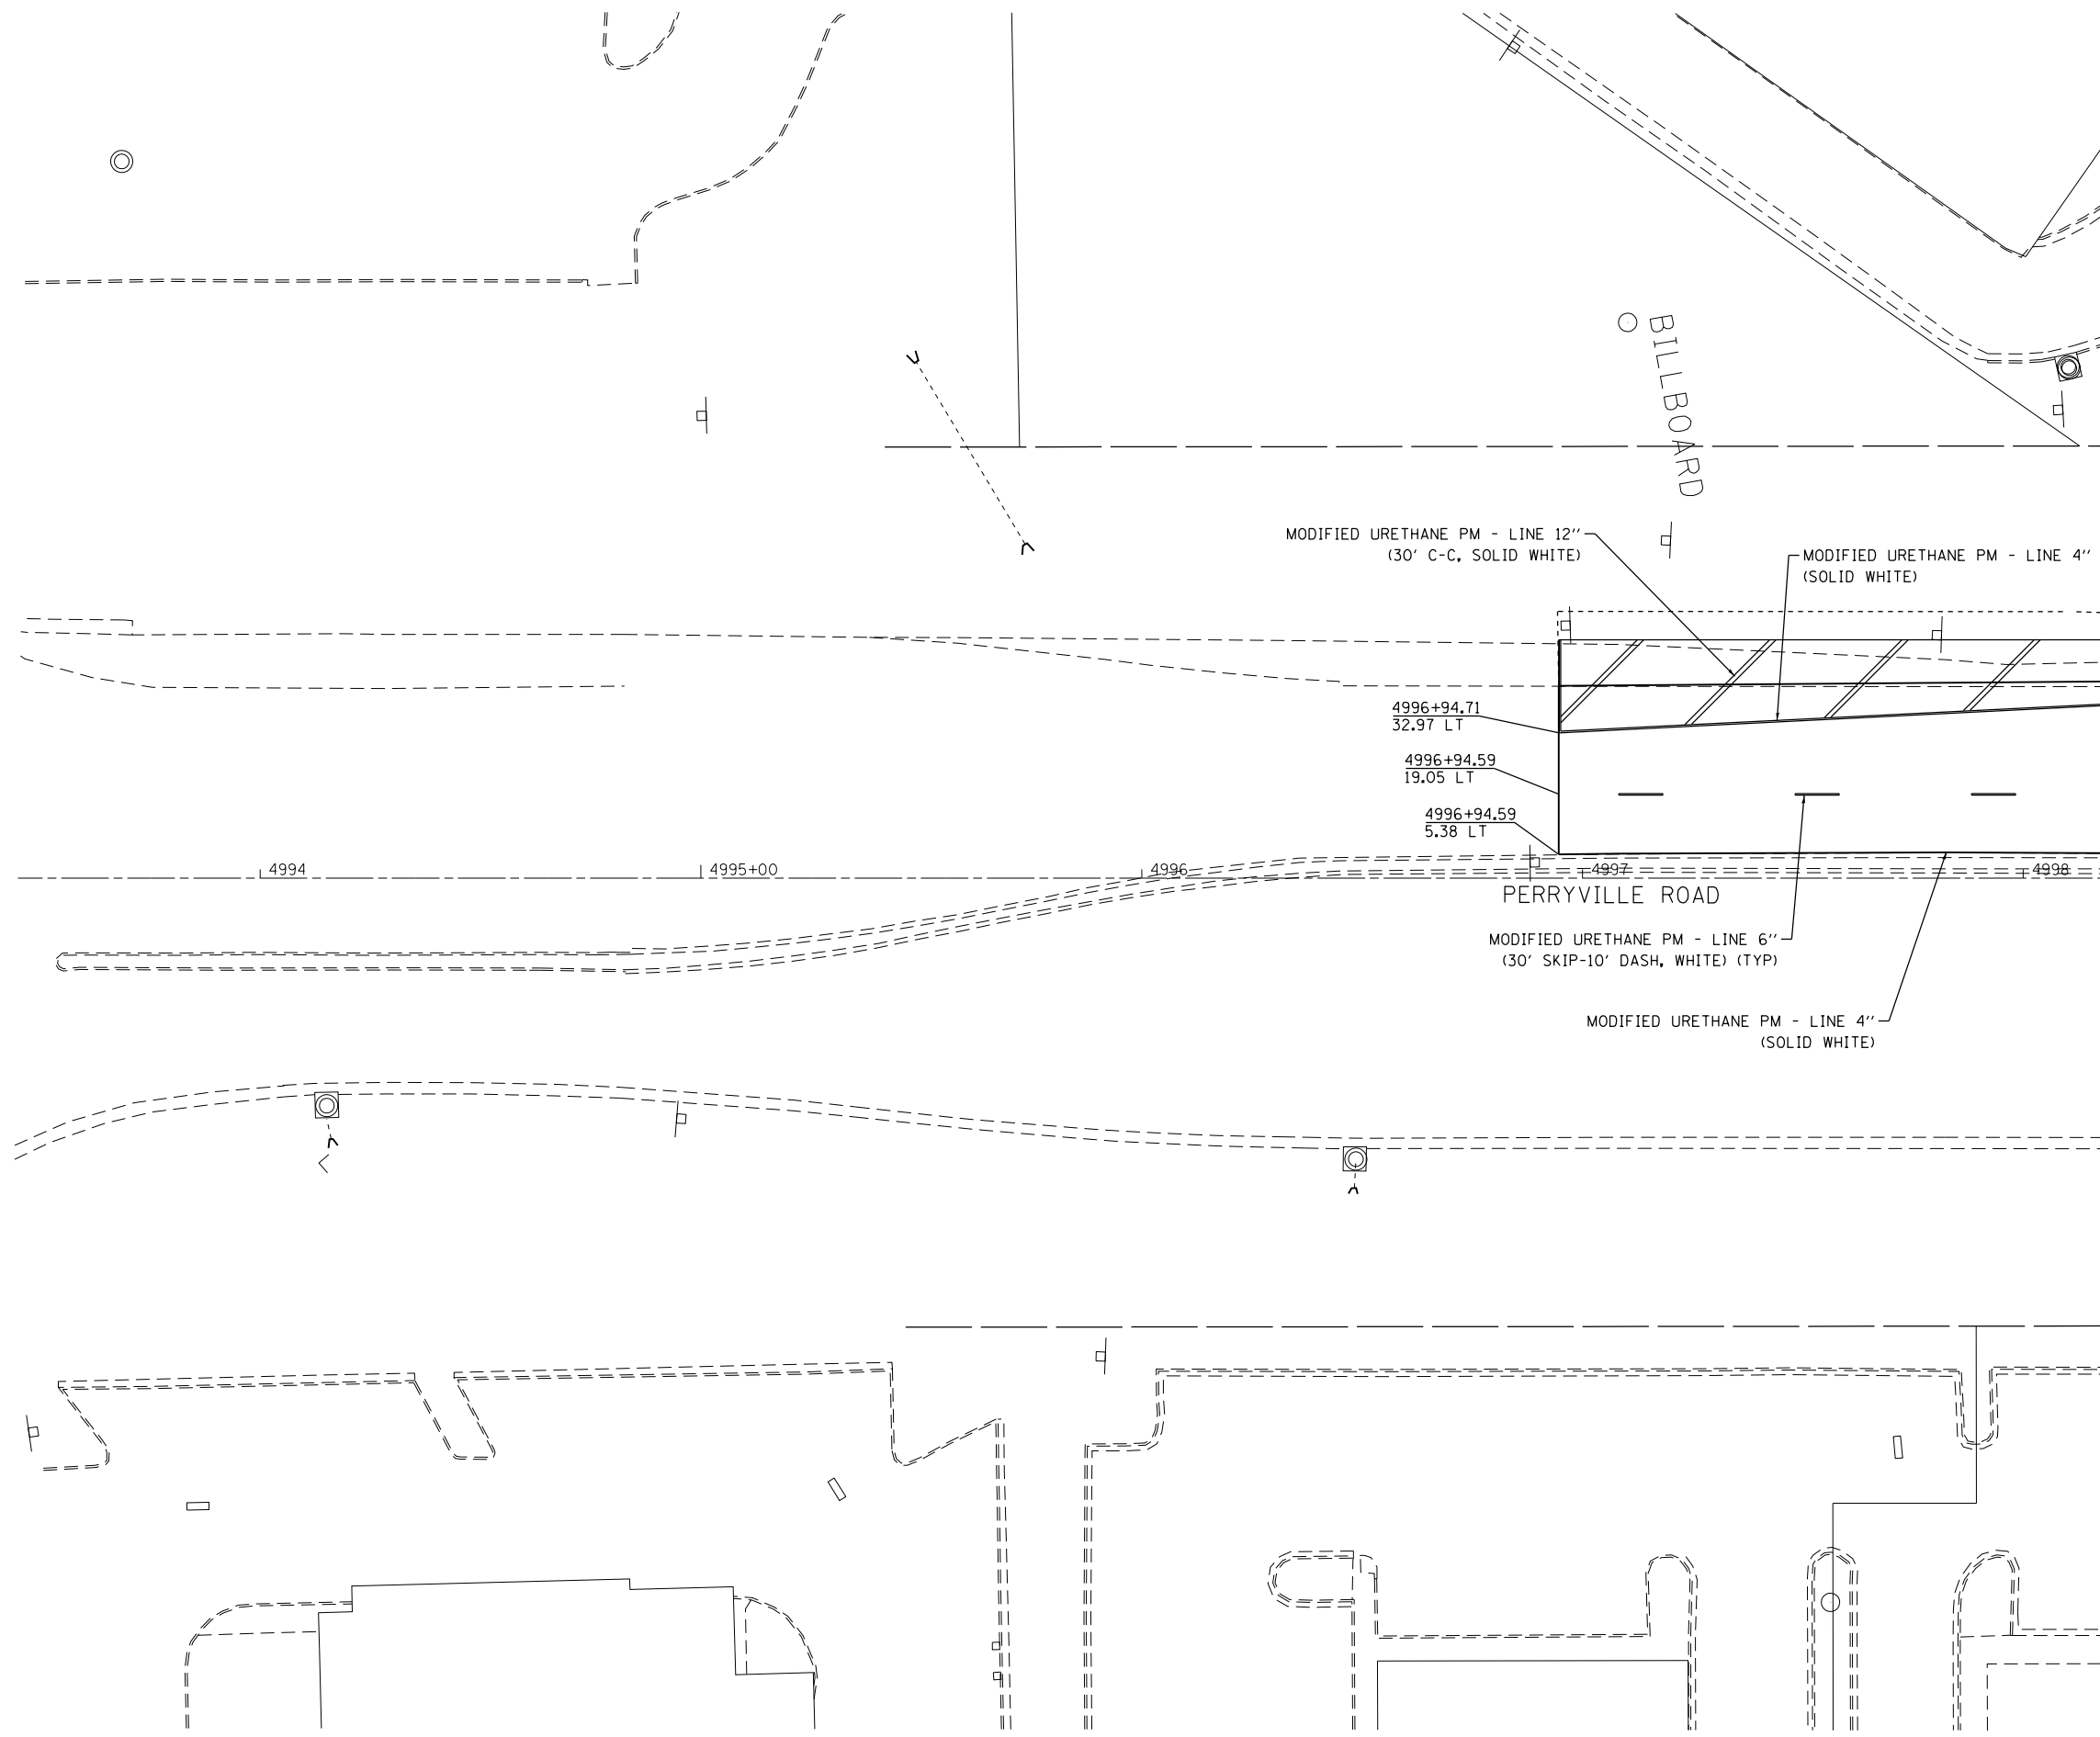 BILLBOARD
MODIFIED URETHANE PM - LINE 12''
(30' C-C, SOLID WHITE)
MODIFIED URETHANE PM - LINE 4''
(SOLID WHITE)
4996+94.71
32.97 LT
4996+94.59
19.05 LT
4996+94.59
5.38 LT
4994
4995+00
4996
4997
4998
PERRYVILLE ROAD
MODIFIED URETHANE PM - LINE 6''
(30' SKIP-10' DASH, WHITE) (TYP)
MODIFIED URETHANE PM - LINE 4''
(SOLID WHITE)